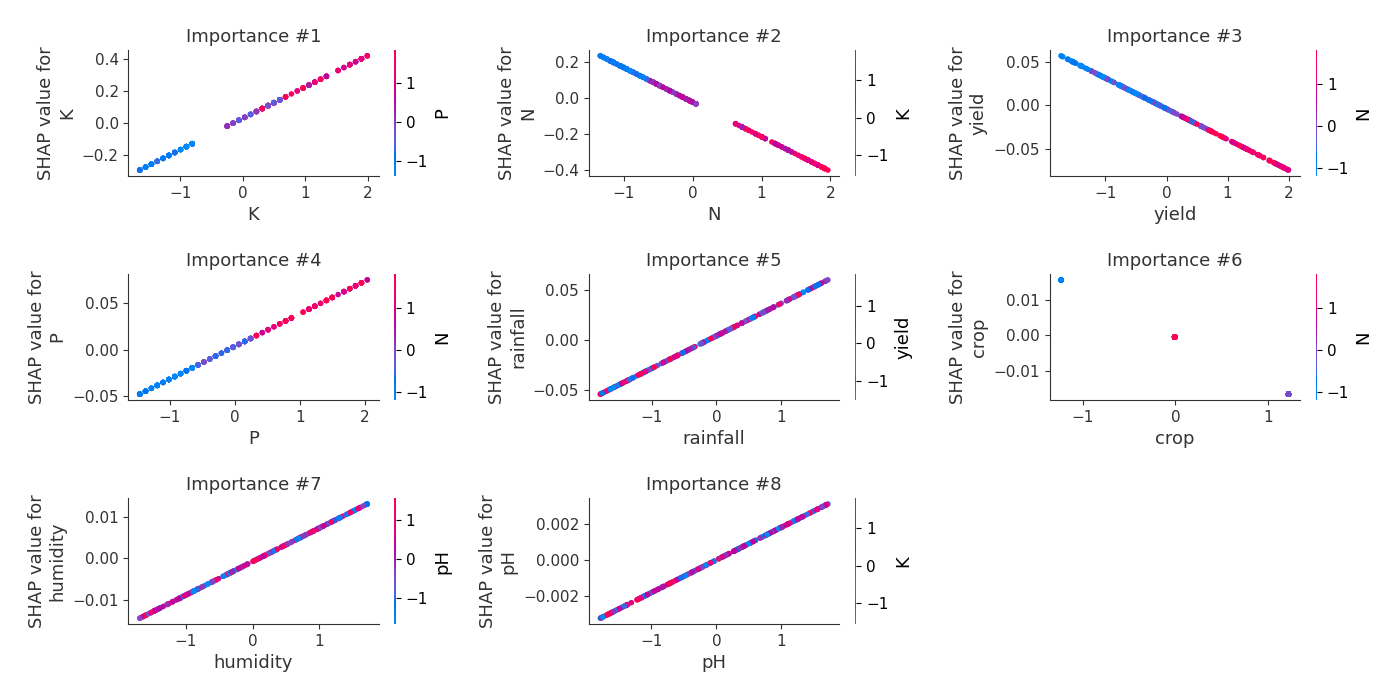 Importance #1
SHAP value for
K
0.4
0.2
0.0
−0.2
−1
0
1
2
K
1
0
−1
P
Importance #2
SHAP value for
N
0.2
0.0
−0.2
−0.4
−1
0
1
2
N
1
0
−1
K
Importance #3
SHAP value for
yield
0.05
0.00
−0.05
−1
0
1
2
yield
1
0
−1
N
Importance #4
SHAP value for
P
0.05
0.00
−0.05
−1
0
1
2
P
1
0
−1
N
Importance #5
SHAP value for
rainfall
0.05
0.00
−0.05
−1
0
1
rainfall
1
0
−1
yield
Importance #6
SHAP value for
crop
0.01
0.00
−0.01
−1
0
1
crop
1
0
−1
N
Importance #7
SHAP value for
humidity
0.01
0.00
−0.01
−1
0
1
humidity
1
0
−1
pH
Importance #8
SHAP value for
pH
0.002
0.000
−0.002
−1
0
1
pH
1
0
−1
K